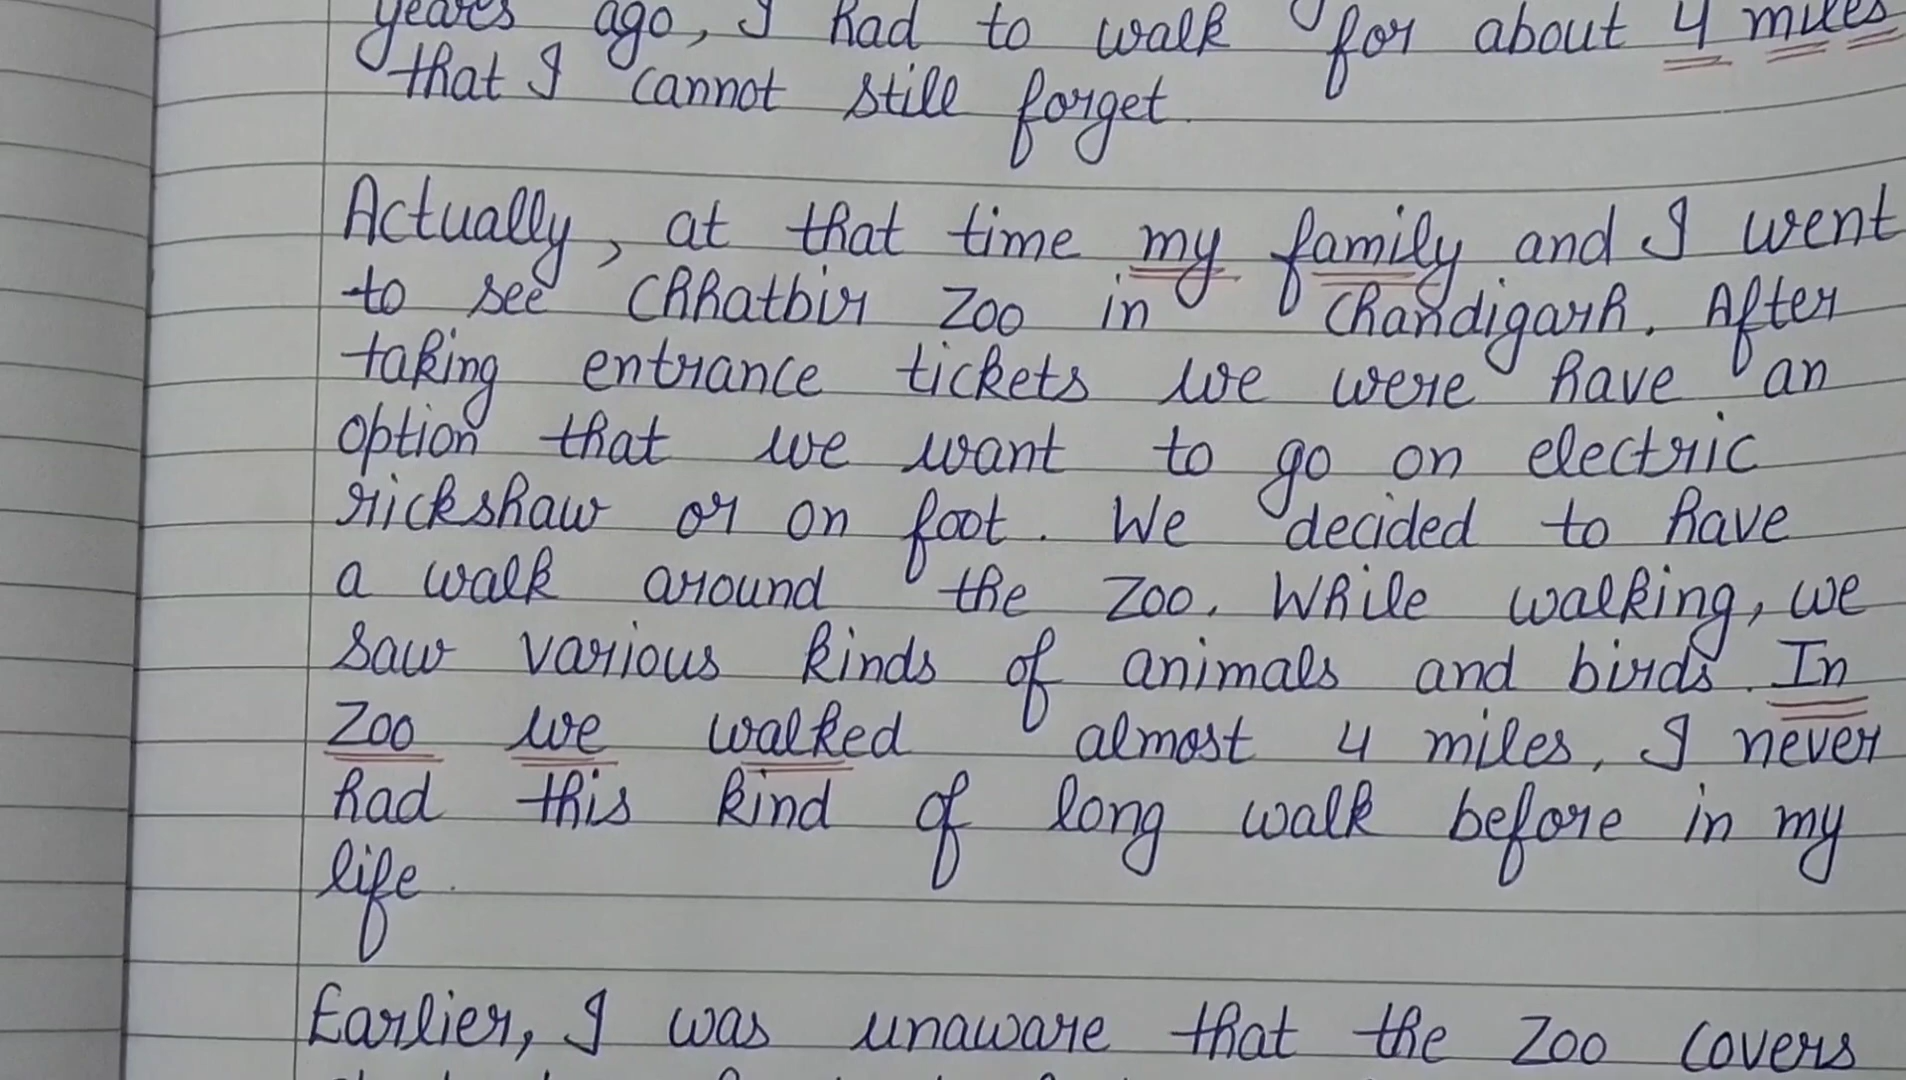 years ago, I had to walk for about 4 miles
that I cannot still forget.
Actually, at that time my family and I went
to see Chhatbir Zoo in Chandigarh. After
taking entrance tickets we were have an
option that we want to go on electric
rickshaw or on foot. We decided to have
a walk around the zoo. While walking, we
saw various kinds of animals and birds. In
Zoo we walked almost 4 miles, I never
had this kind of long walk before in my
life.
Earlier, I was unaware that the Zoo covers